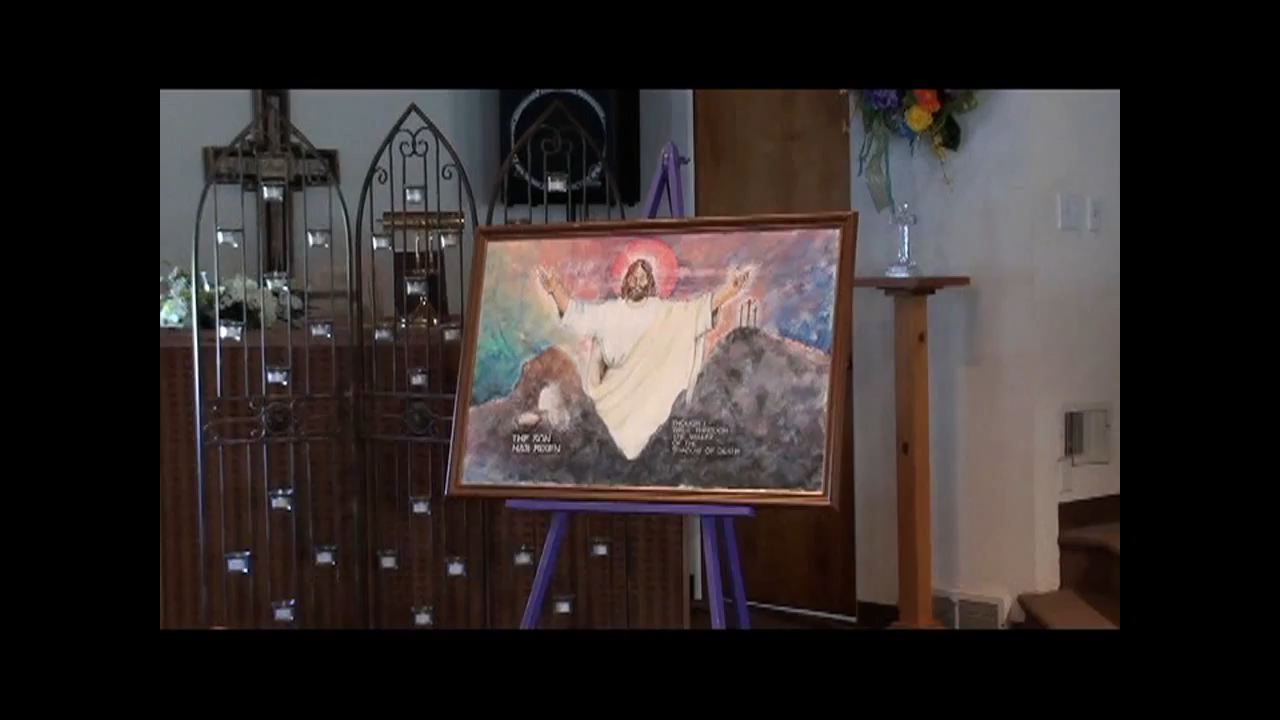 THE SON
HAS RISEN
THOUGH I
WALK THROUGH
THE VALLEY
OF THE
SHADOW OF DEATH